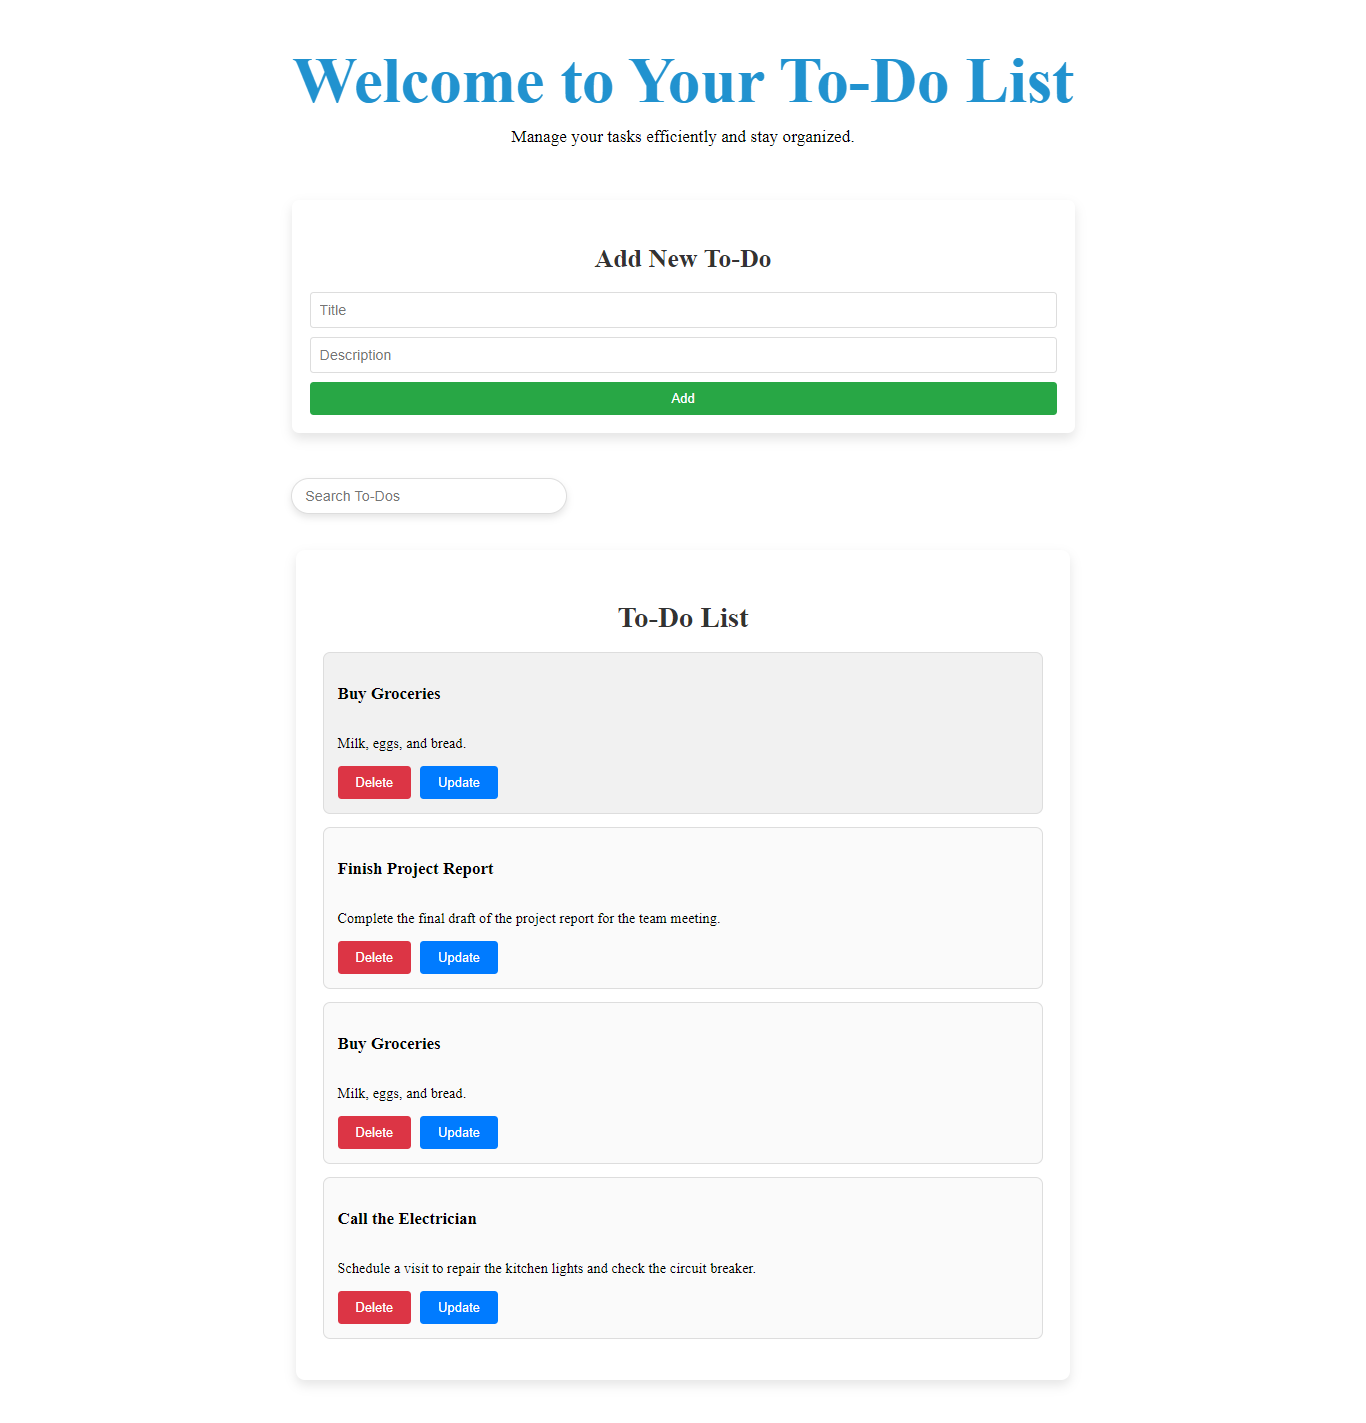 Welcome to Your To-Do List
Manage your tasks efficiently and stay organized.
Add New To-Do
Title
Description
Add
Search To-Dos
To-Do List
Buy Groceries
Milk, eggs, and bread.
Delete Update
Finish Project Report
Complete the final draft of the project report for the team meeting.
Delete Update
Buy Groceries
Milk, eggs, and bread.
Delete Update
Call the Electrician
Schedule a visit to repair the kitchen lights and check the circuit breaker.
Delete Update